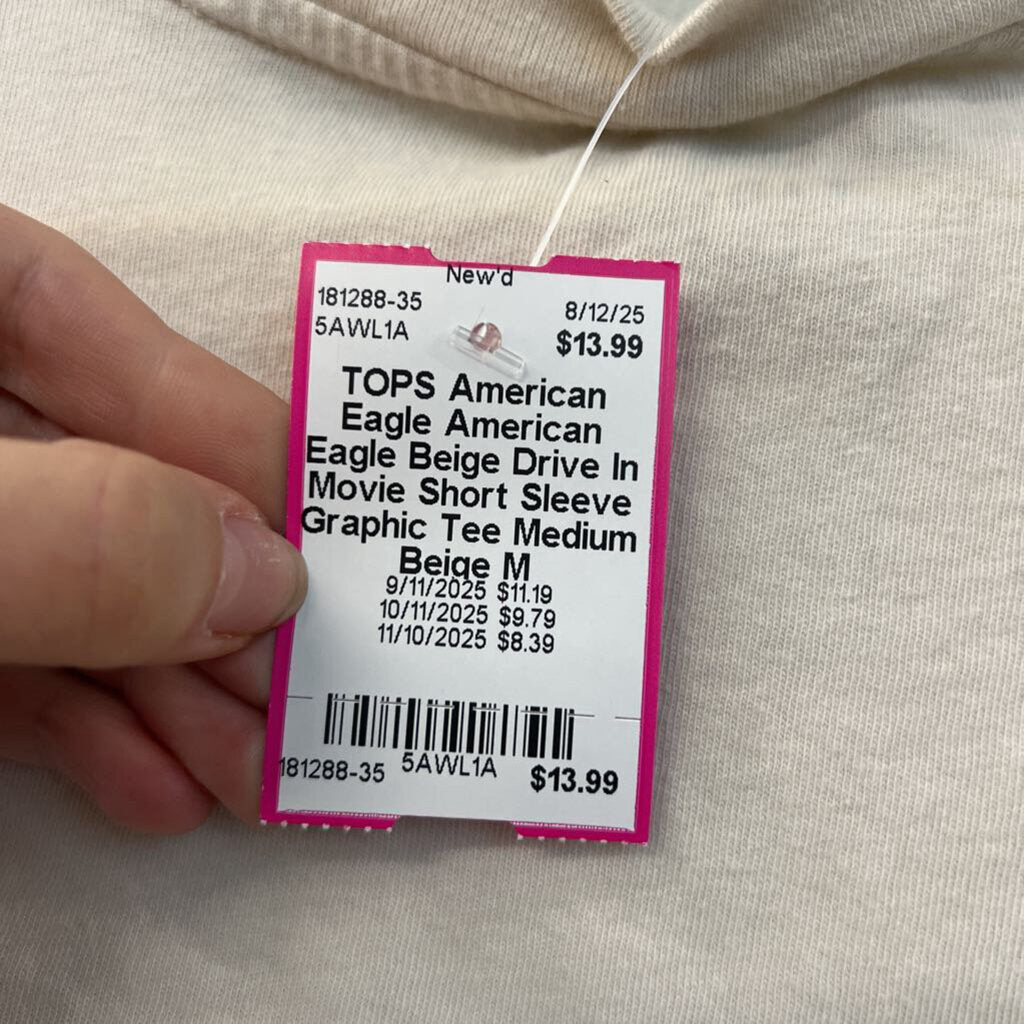 New'd
181288-35 8/12/25
5AWL1A $13.99
TOPS American
Eagle American
Eagle Beige Drive In
Movie Short Sleeve
Graphic Tee Medium
Beige M
9/11/2025 $11.19
10/11/2025 $9.79
11/10/2025 $8.39
181288-35 5AWL1A $13.99